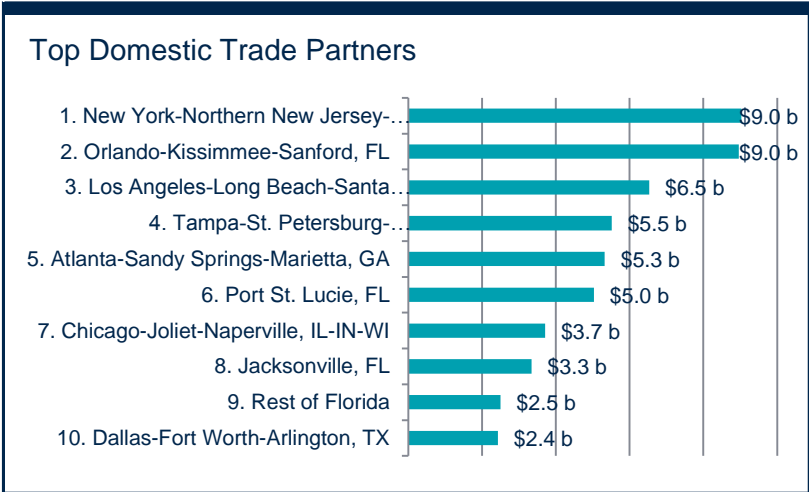 Top Domestic Trade Partners
1. New York-Northern New Jersey-… $9.0 b
2. Orlando-Kissimmee-Sanford, FL $9.0 b
3. Los Angeles-Long Beach-Santa… $6.5 b
4. Tampa-St. Petersburg-… $5.5 b
5. Atlanta-Sandy Springs-Marietta, GA $5.3 b
6. Port St. Lucie, FL $5.0 b
7. Chicago-Joliet-Naperville, IL-IN-WI $3.7 b
8. Jacksonville, FL $3.3 b
9. Rest of Florida $2.5 b
10. Dallas-Fort Worth-Arlington, TX $2.4 b